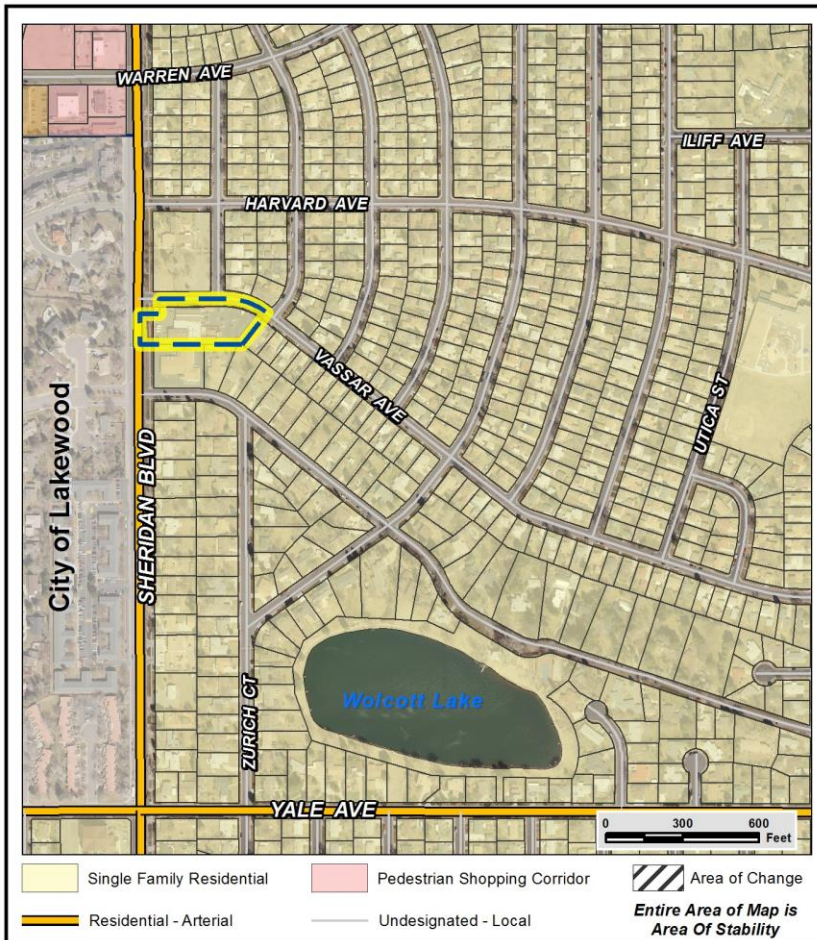 WARREN AVE
ILIFF AVE
HARVARD AVE
VASSAR AVE
UTICA ST
City of Lakewood
SHERIDAN BLVD
ZURICH CT
Wolcott Lake
YALE AVE
0 300 600
Feet
Single Family Residential
Pedestrian Shopping Corridor
Area of Change
Residential - Arterial
Undesignated - Local
Entire Area of Map is
Area Of Stability